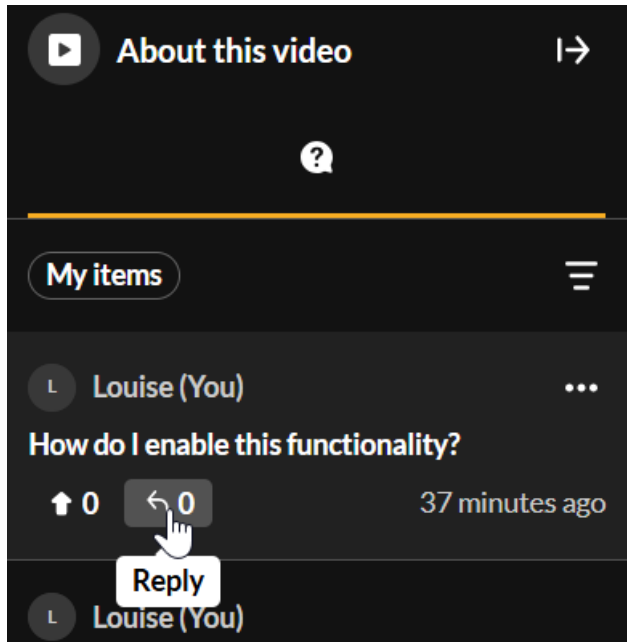 About this video
My items
L Louise (You)
How do I enable this functionality?
0 0 37 minutes ago
Reply
L Louise (You)